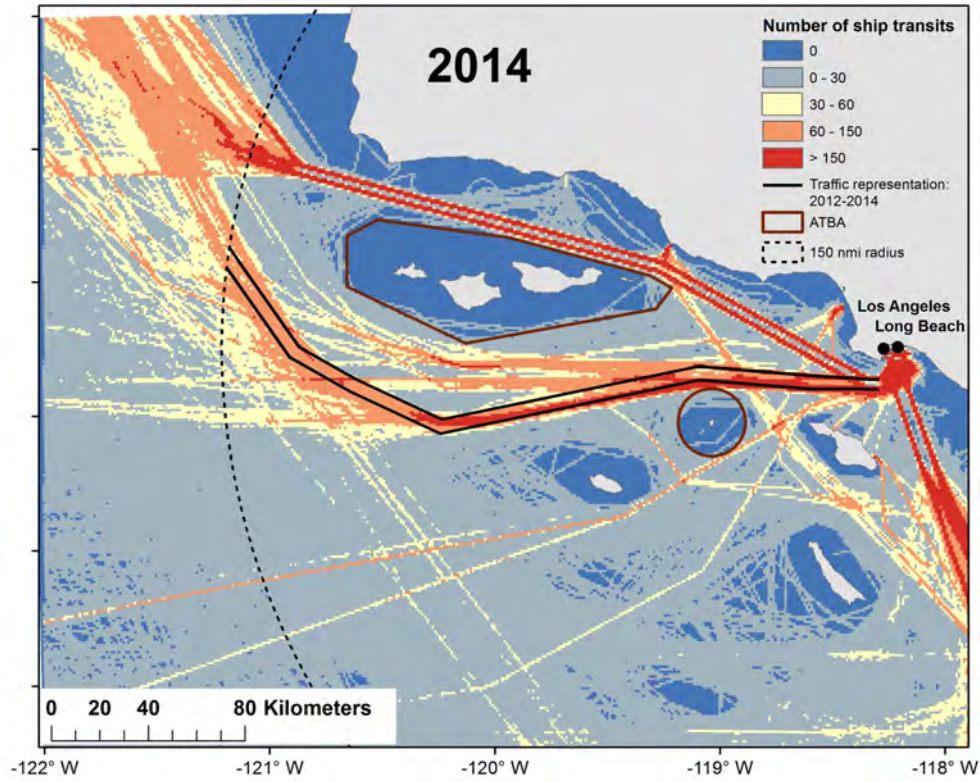 2014
Number of ship transits
0
0 - 30
30 - 60
60 - 150
> 150
Traffic representation:
2012-2014
ATBA
150 nmi radius
Los Angeles
Long Beach
0 20 40 80 Kilometers
-122° W -121° W -120° W -119° W -118° W